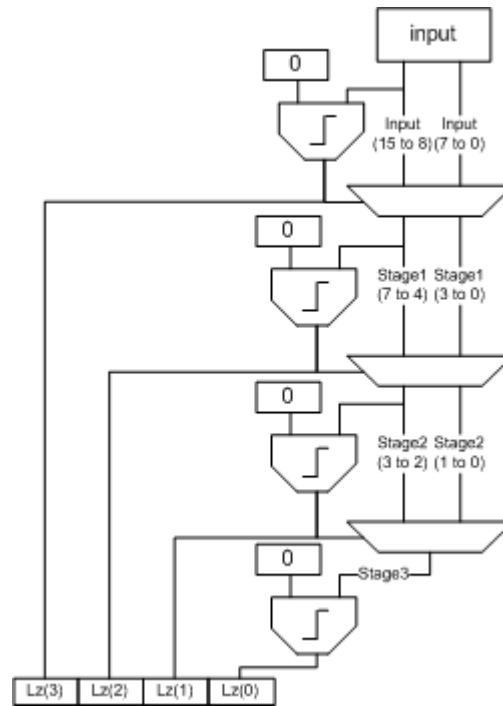 input
0
Input Input
(15 to 8) (7 to 0)
0
Stage1 Stage1
(7 to 4) (3 to 0)
0
Stage2 Stage2
(3 to 2) (1 to 0)
0
Stage3
Lz(3) Lz(2) Lz(1) Lz(0)